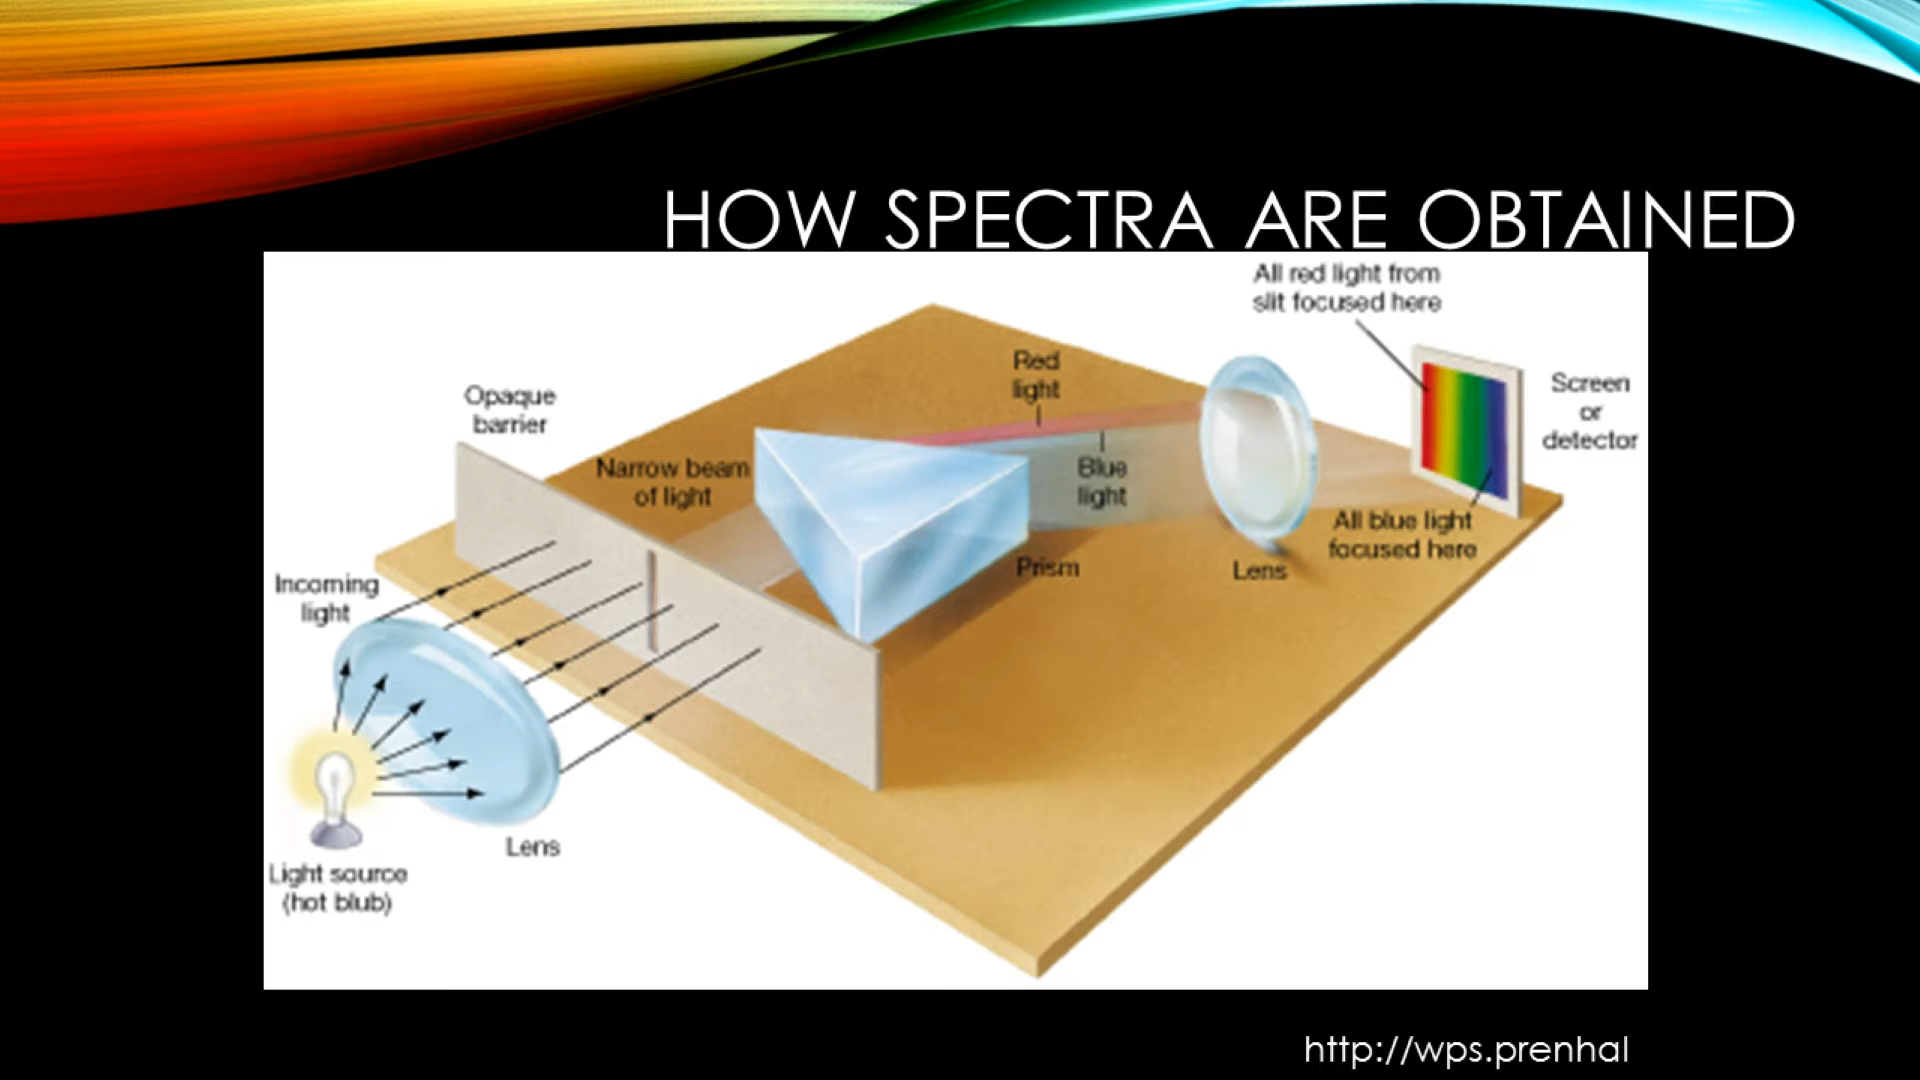 HOW SPECTRA ARE OBTAINED
All red light from
slit focused here
Red
light
Screen
or
detector
Opaque
barrier
Narrow beam
of light
Blue
light
All blue light
focused here
Prism
Lens
Incoming
light
Lens
Light source
(hot blub)
http://wps.prenhal